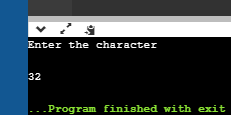 Enter the character
32
...Program finished with exit